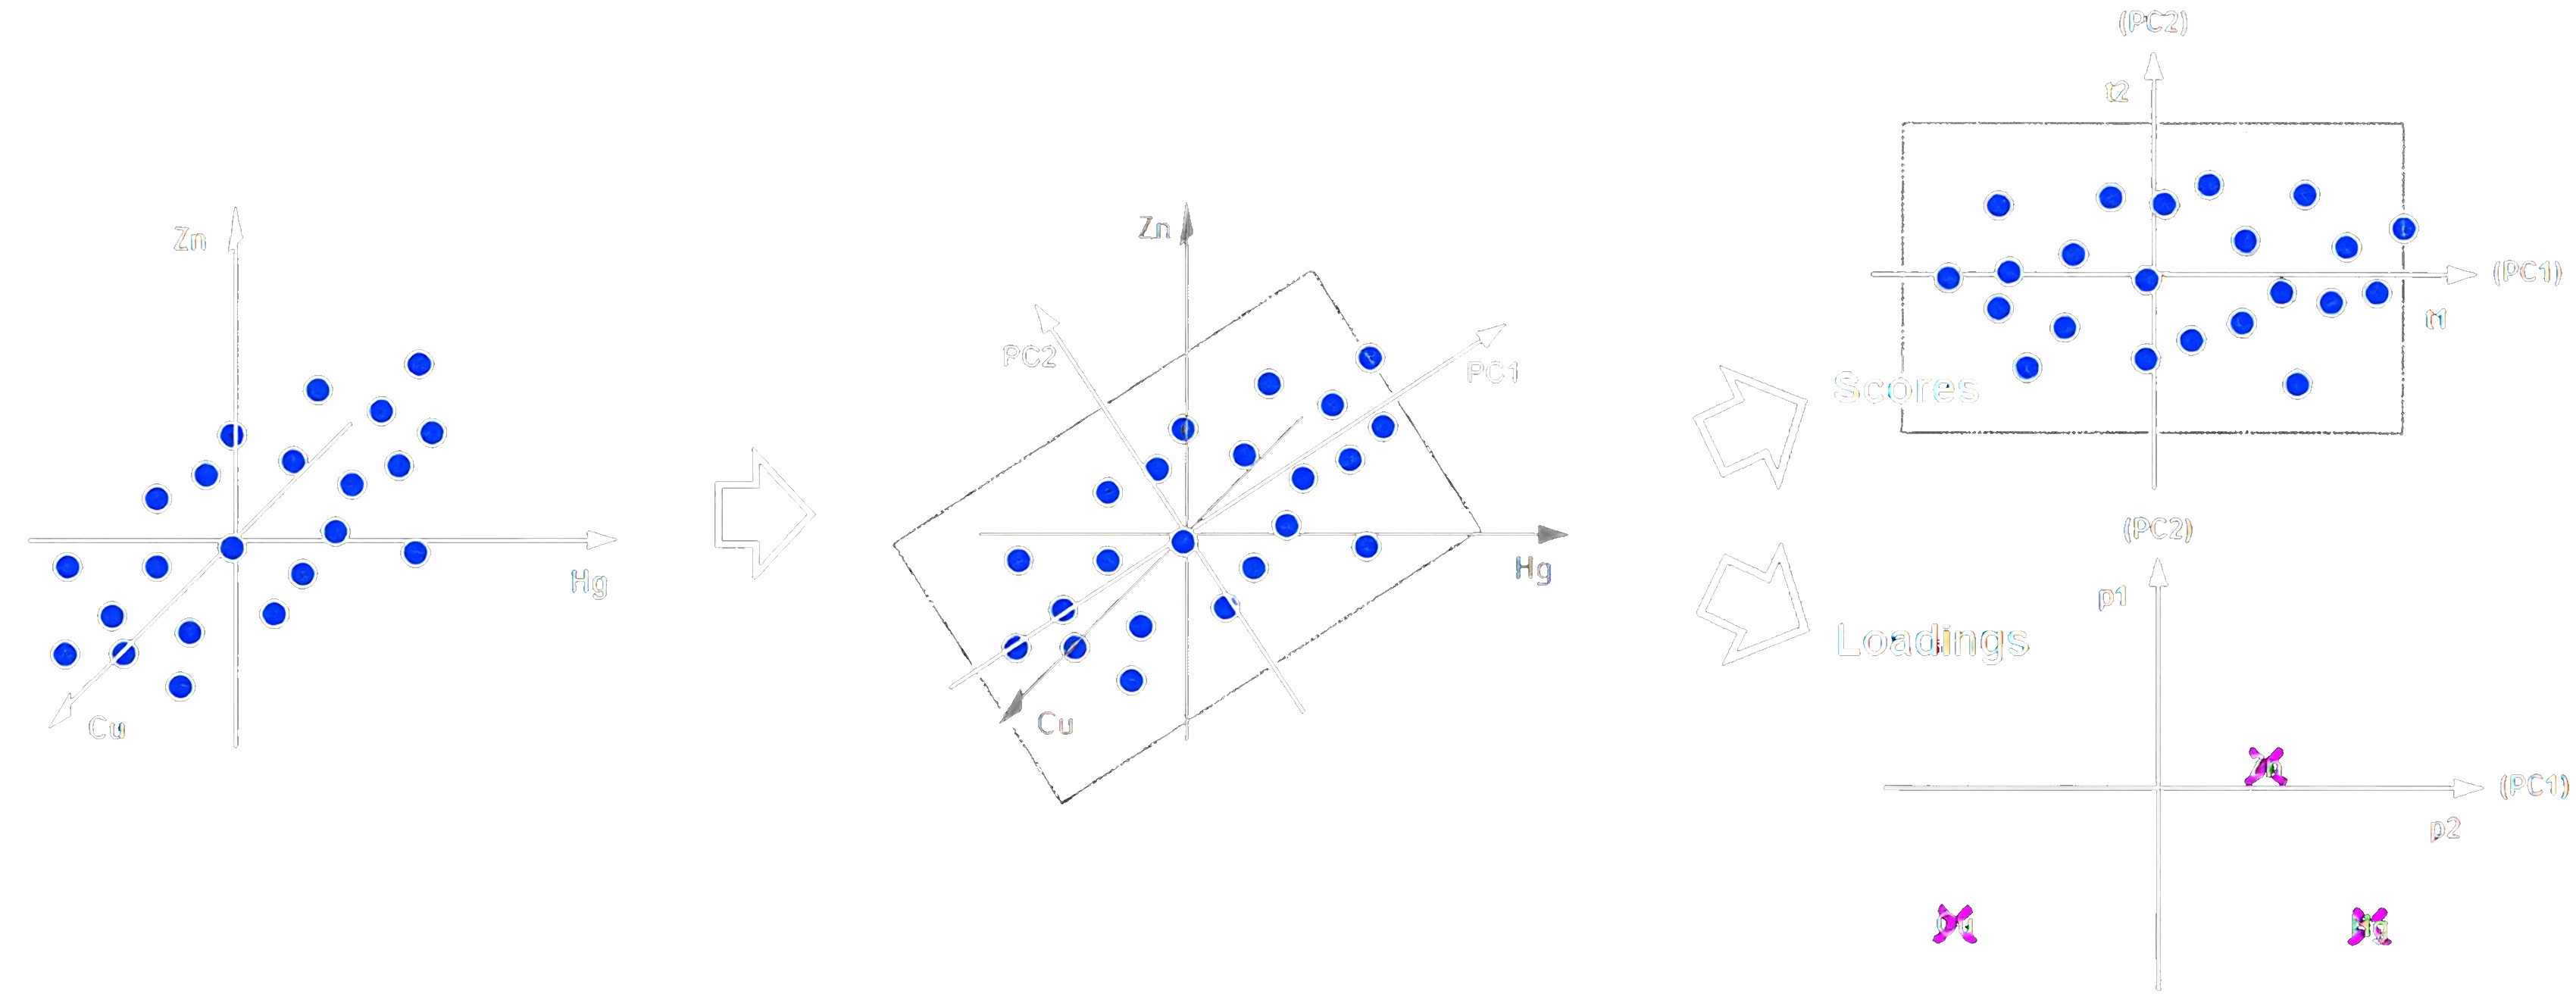 Zn
Hg
Cu
Zn
PC2
PC1
Hg
Cu
Scores
(PC2)
t2
(PC1)
t1
Loadings
(PC2)
p1
Zn
(PC1)
p2
Cu
Hg